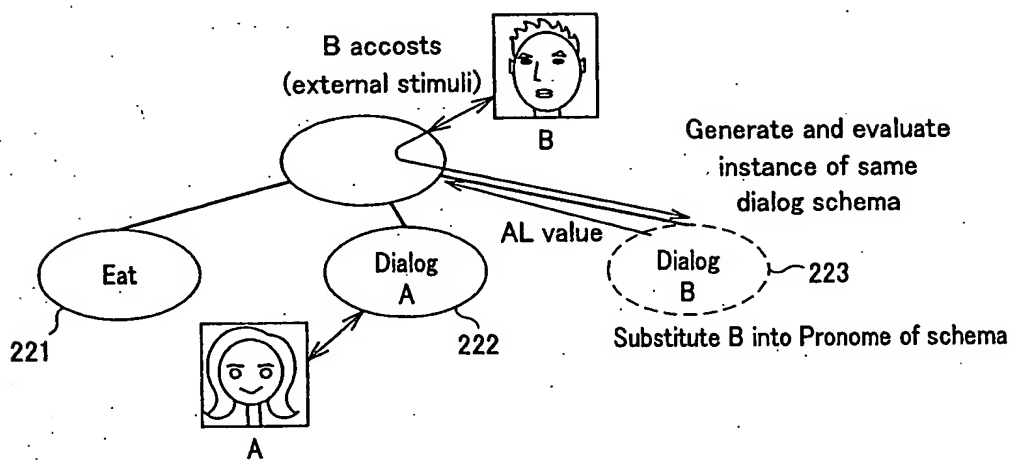 B accosts
(external stimuli)
B
Generate and evaluate
instance of same
dialog schema
AL value
Eat
Dialog
A
Dialog
B
223
221
222
Substitute B into Pronome of schema
A